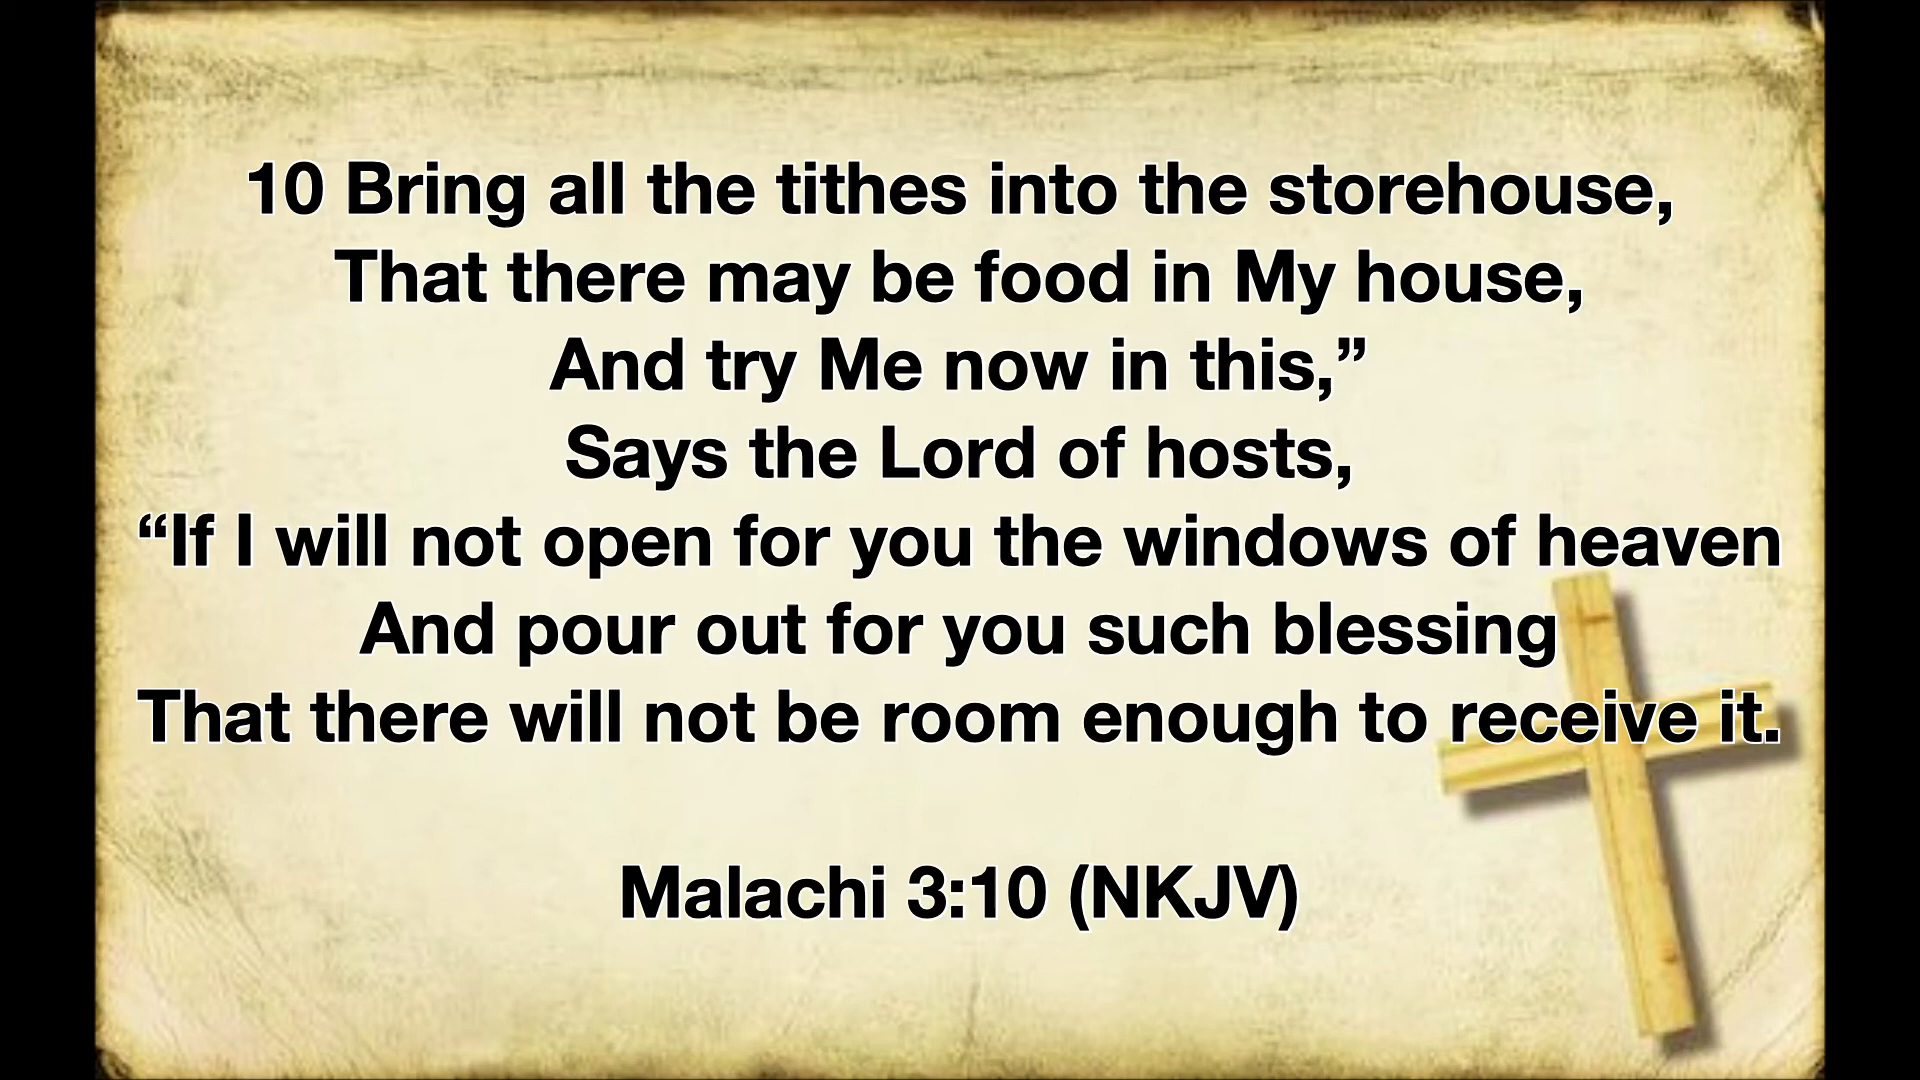 10 Bring all the tithes into the storehouse,
That there may be food in My house,
And try Me now in this,”
Says the Lord of hosts,
“If I will not open for you the windows of heaven
And pour out for you such blessing
That there will not be room enough to receive it.
Malachi 3:10 (NKJV)